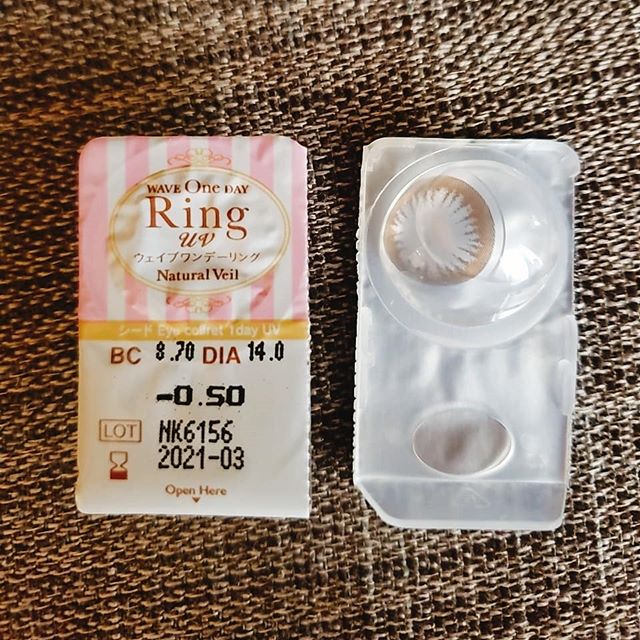 WAVE One DAY
Ring
UV
ウェイブワンデーリング
Natural Veil
シード Eye coffret 1day UV
BC 8.70 DIA 14.0
-0.50
LOT NK6156
2021-03
Open Here